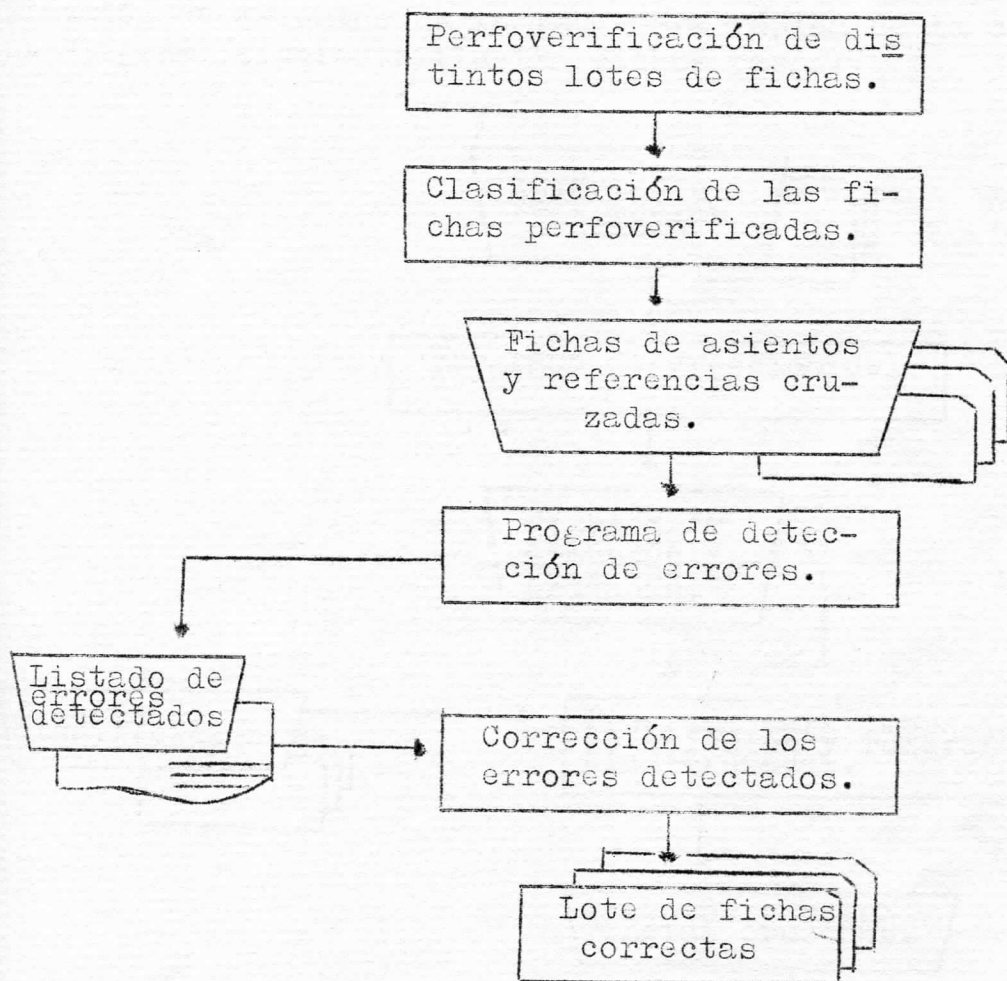 Perfoverificación de dis
tintos lotes de fichas.
Clasificación de las fi-
chas perfoverificadas.
Fichas de asientos
y referencias cru-
zadas.
Programa de detec-
ción de errores.
Listado de
errores
detectados
Corrección de los
errores detectados.
Lote de fichas
correctas